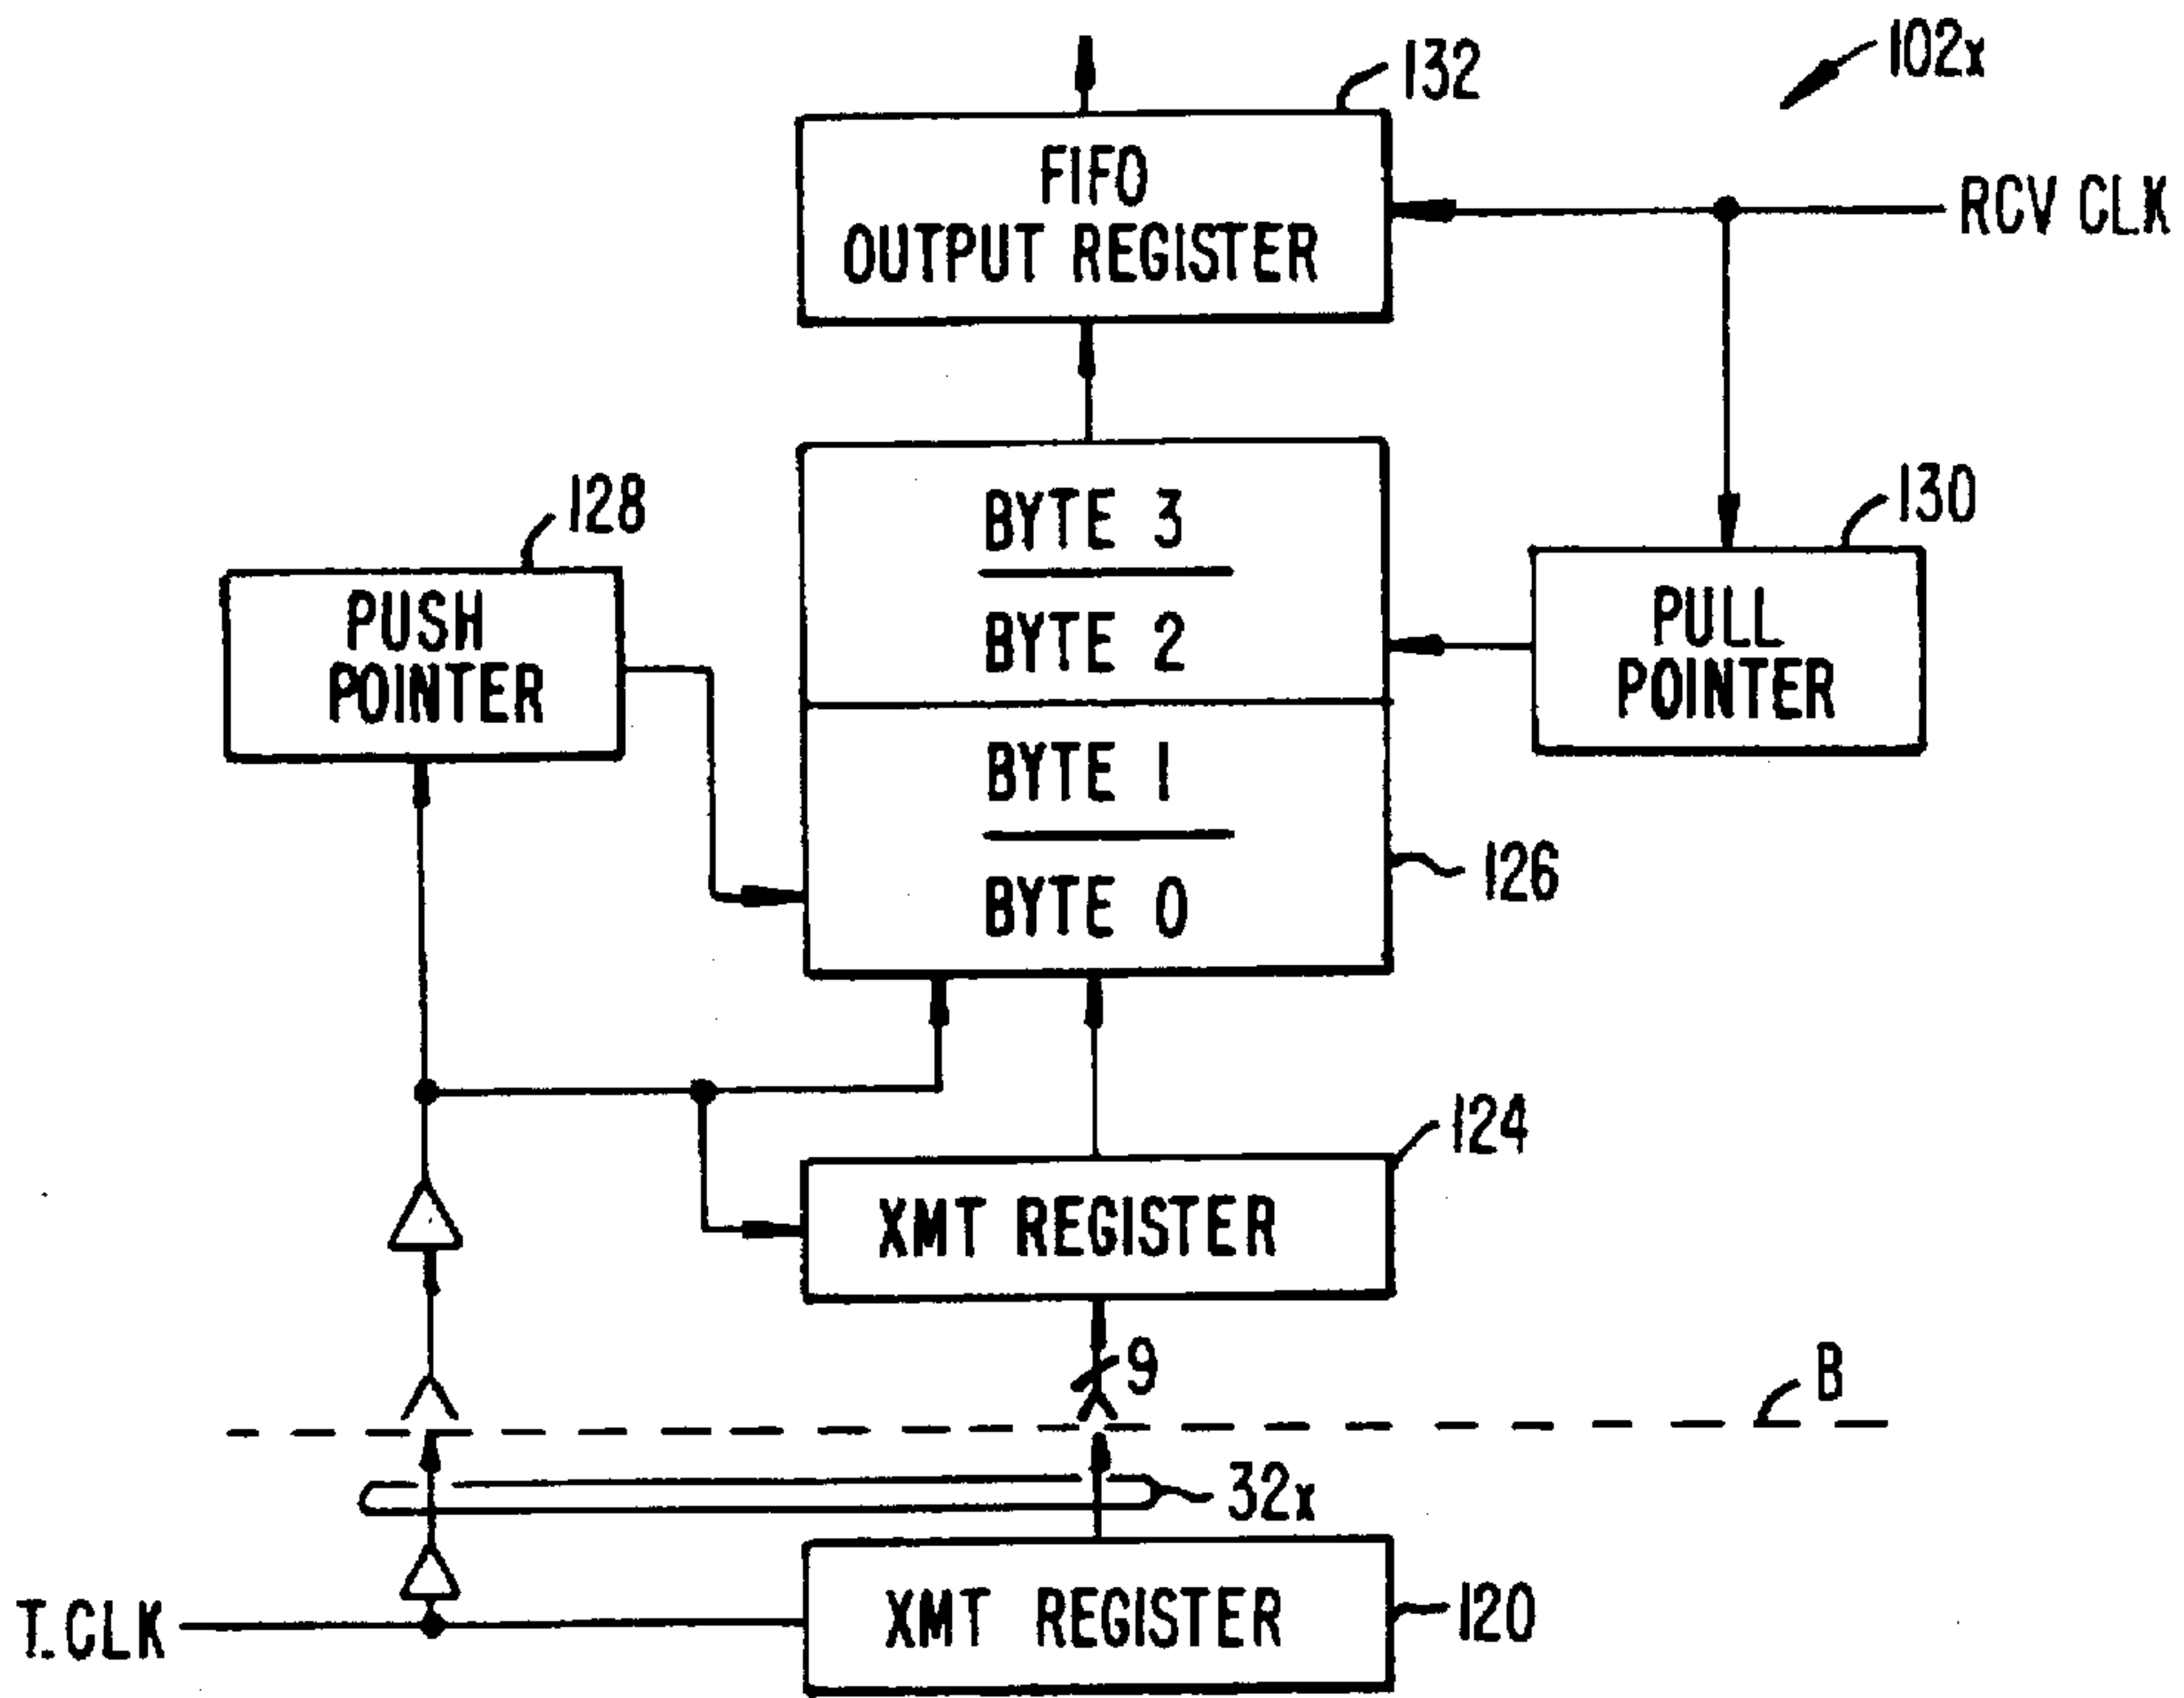 132
102x
FIFO
OUTPUT REGISTER
RCV CLK
BYTE 3
128
130
PUSH
POINTER
BYTE 2
PULL
POINTER
BYTE 1
126
BYTE 0
124
XMT REGISTER
9
B
32x
T.CLK
XMT REGISTER
120